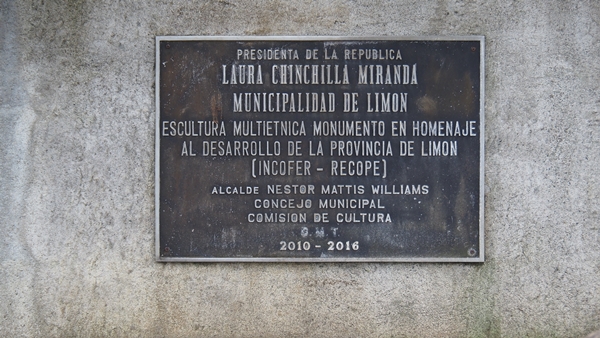 PRESIDENTA DE LA REPUBLICA
LAURA CHINCHILLA MIRANDA
MUNICIPALIDAD DE LIMON
ESCULTURA MULTIETNICA MONUMENTO EN HOMENAJE
AL DESARROLLO DE LA PROVINCIA DE LIMON
(INCOFER - RECOPE)
ALCALDE NESTOR MATTIS WILLIAMS
CONCEJO MUNICIPAL
COMISION DE CULTURA
2010 - 2016